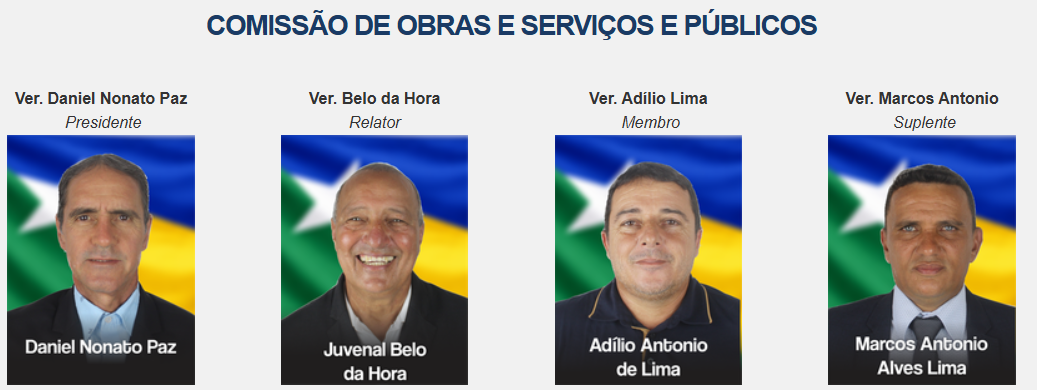 COMISSÃO DE OBRAS E SERVIÇOS E PÚBLICOS
Ver. Daniel Nonato Paz
Presidente
Ver. Belo da Hora
Relator
Ver. Adílio Lima
Membro
Ver. Marcos Antonio
Suplente
Daniel Nonato Paz
Juvenal Belo
da Hora
Adílio Antonio
de Lima
Marcos Antonio
Alves Lima